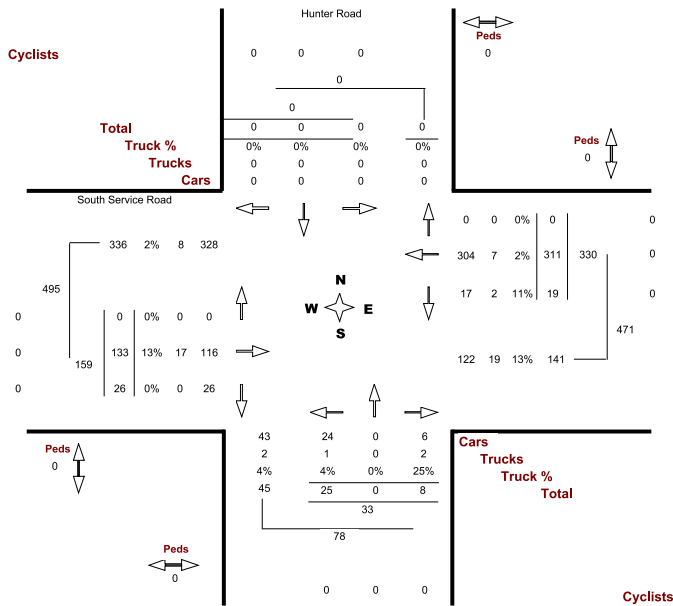 Hunter Road
Peds
0
Cyclists 0 0 0
0
0
Total 0 0 0 0
Truck % 0% 0% 0% 0%
Peds
0
Trucks 0 0 0 0
Cars 0 0 0 0
South Service Road
0 0 0% 0 0
336 2% 8 328
304 7 2% 311 330 0
N
495
17 2 11% 19 0
W E
S
0 0 0% 0 0
471
0 133 13% 17 116
159
122 19 13% 141
0 26 0% 0 26
43 24 0 6 Cars
2 1 0 2 Trucks
4% 4% 0% 25% Truck %
45 25 0 8 Total
Peds
0
33
78
Peds
0
0 0 0
Cyclists